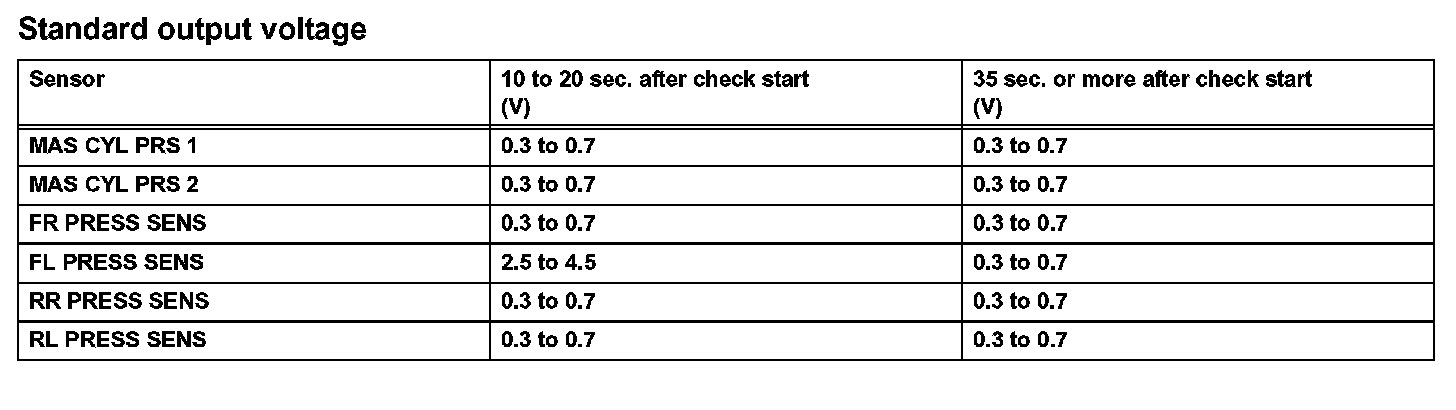 Standard output voltage
Sensor 10 to 20 sec. after check start (V) 35 sec. or more after check start (V)
MAS CYL PRS 1 0.3 to 0.7 0.3 to 0.7
MAS CYL PRS 2 0.3 to 0.7 0.3 to 0.7
FR PRESS SENS 0.3 to 0.7 0.3 to 0.7
FL PRESS SENS 2.5 to 4.5 0.3 to 0.7
RR PRESS SENS 0.3 to 0.7 0.3 to 0.7
RL PRESS SENS 0.3 to 0.7 0.3 to 0.7